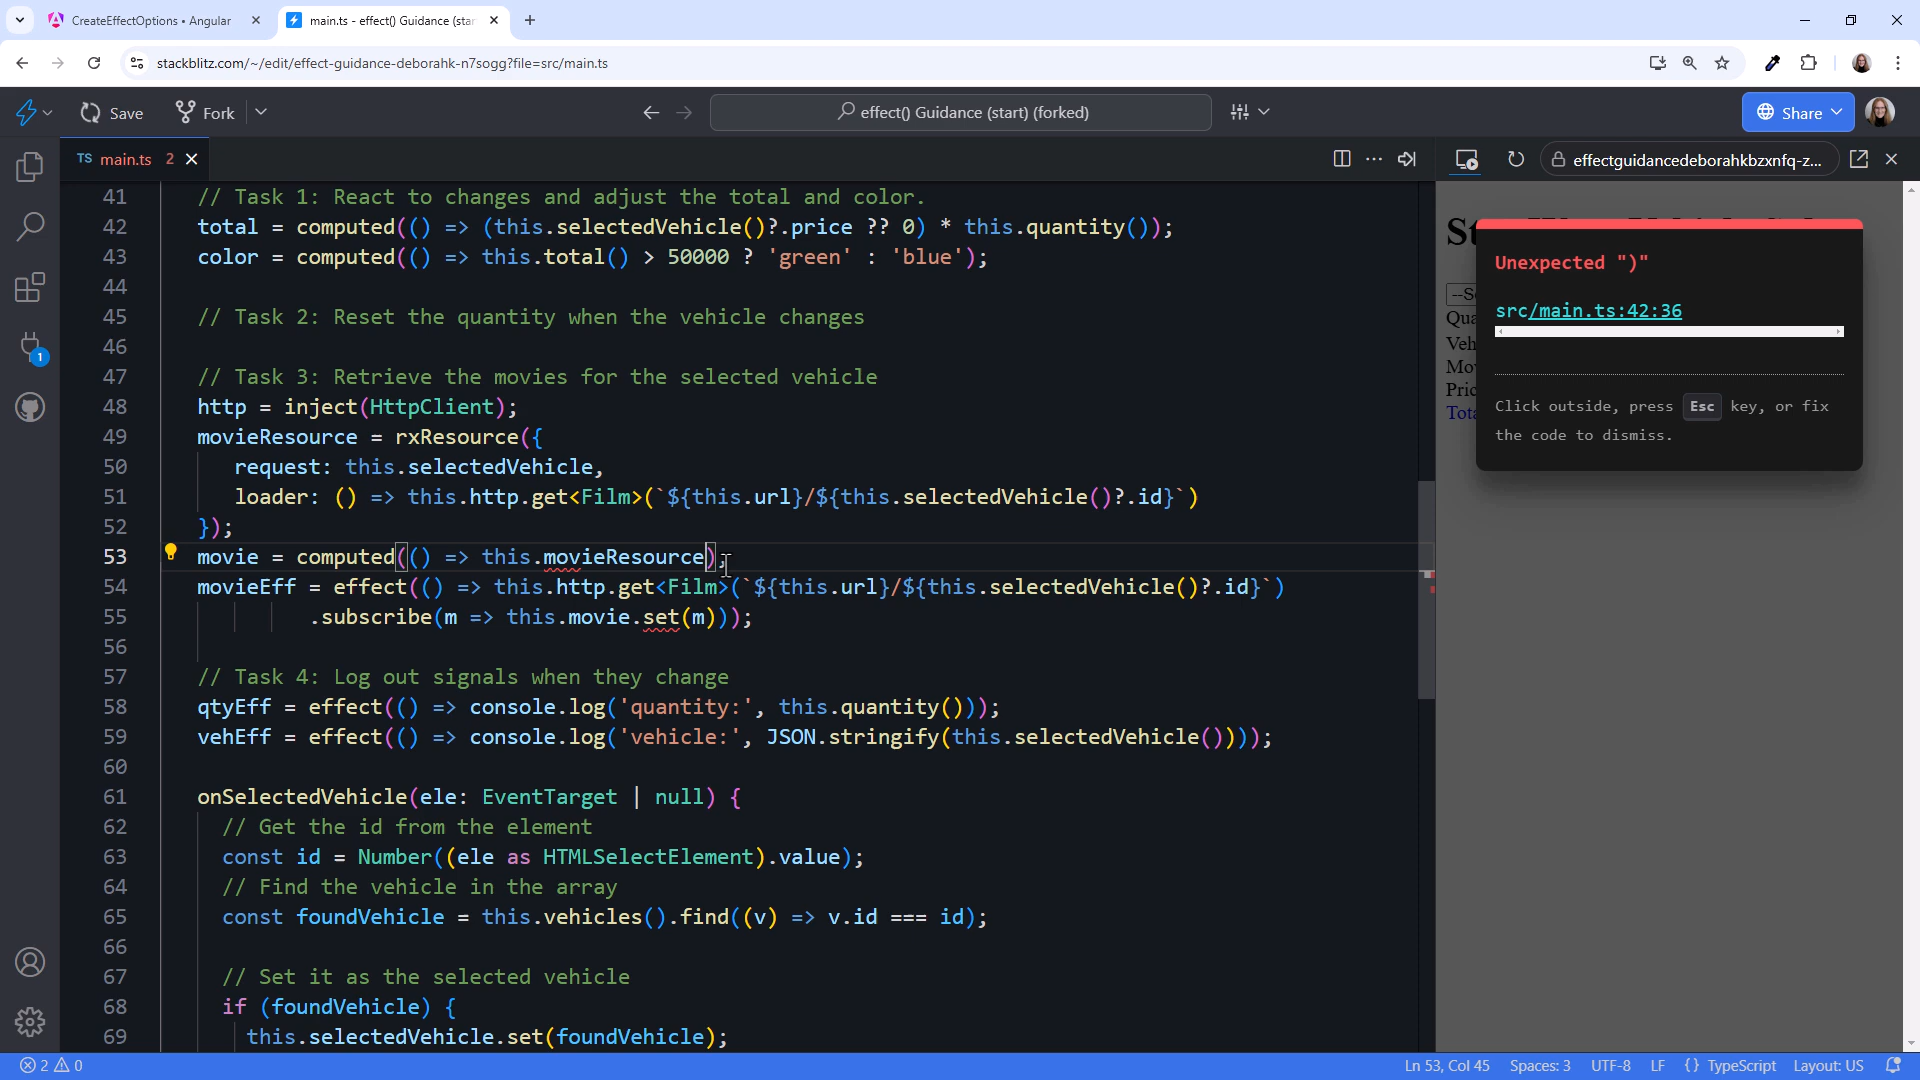 CreateEffectOptions • Angular
main.ts - effect() Guidance (star
stackblitz.com/~/edit/effect-guidance-deborahk-n7sogg?file=src/main.ts
Save
Fork
effect() Guidance (start) (forked)
Share
TS main.ts 2
effectguidancedeborahkbzxnfq-z...
41 // Task 1: React to changes and adjust the total and color.
42 total = computed(() => (this.selectedVehicle()?.price ?? 0) * this.quantity());
43 color = computed(() => this.total() > 50000 ? 'green' : 'blue');
44
45 // Task 2: Reset the quantity when the vehicle changes
46
47 // Task 3: Retrieve the movies for the selected vehicle
48 http = inject(HttpClient);
49 movieResource = rxResource({
50 request: this.selectedVehicle,
51 loader: () => this.http.get<Film>(`${this.url}/${this.selectedVehicle()?.id}`)
52 });
53 movie = computed(() => this.movieResource);
54 movieEff = effect(() => this.http.get<Film>(`${this.url}/${this.selectedVehicle()?.id}`)
55 .subscribe(m => this.movie.set(m)));
56
57 // Task 4: Log out signals when they change
58 qtyEff = effect(() => console.log('quantity:', this.quantity()));
59 vehEff = effect(() => console.log('vehicle:', JSON.stringify(this.selectedVehicle())));
60
61 onSelectedVehicle(ele: EventTarget | null) {
62 // Get the id from the element
63 const id = Number((ele as HTMLSelectElement).value);
64 // Find the vehicle in the array
65 const foundVehicle = this.vehicles().find((v) => v.id === id);
66
67 // Set it as the selected vehicle
68 if (foundVehicle) {
69 this.selectedVehicle.set(foundVehicle);
1
St
--Se
Qua
Veh
Mov
Pric
Tota
Unexpected ")"
src/main.ts:42:36
Click outside, press Esc key, or fix
the code to dismiss.
2 0
Ln 53, Col 45
Spaces: 3
UTF-8
LF
{} TypeScript
Layout: US